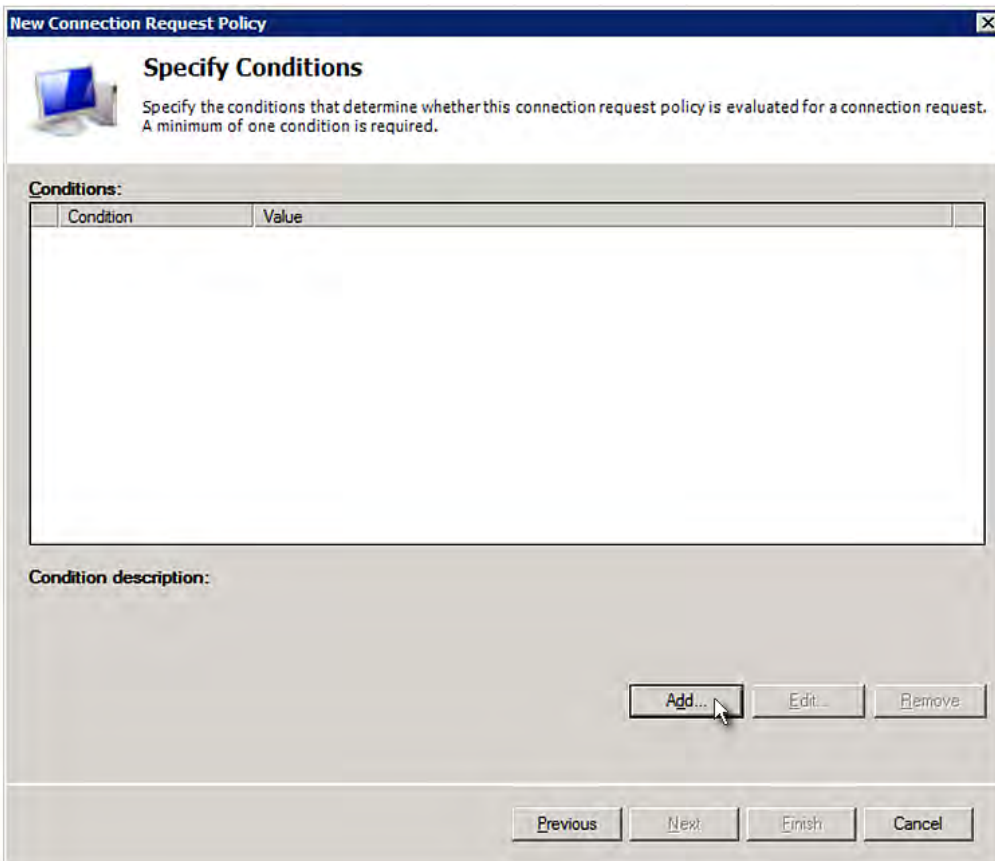 New Connection Request Policy
Specify Conditions
Specify the conditions that determine whether this connection request policy is evaluated for a connection request.
A minimum of one condition is required.
Conditions:
Condition Value
Condition description:
Add... Edit... Remove
Previous Next Finish Cancel